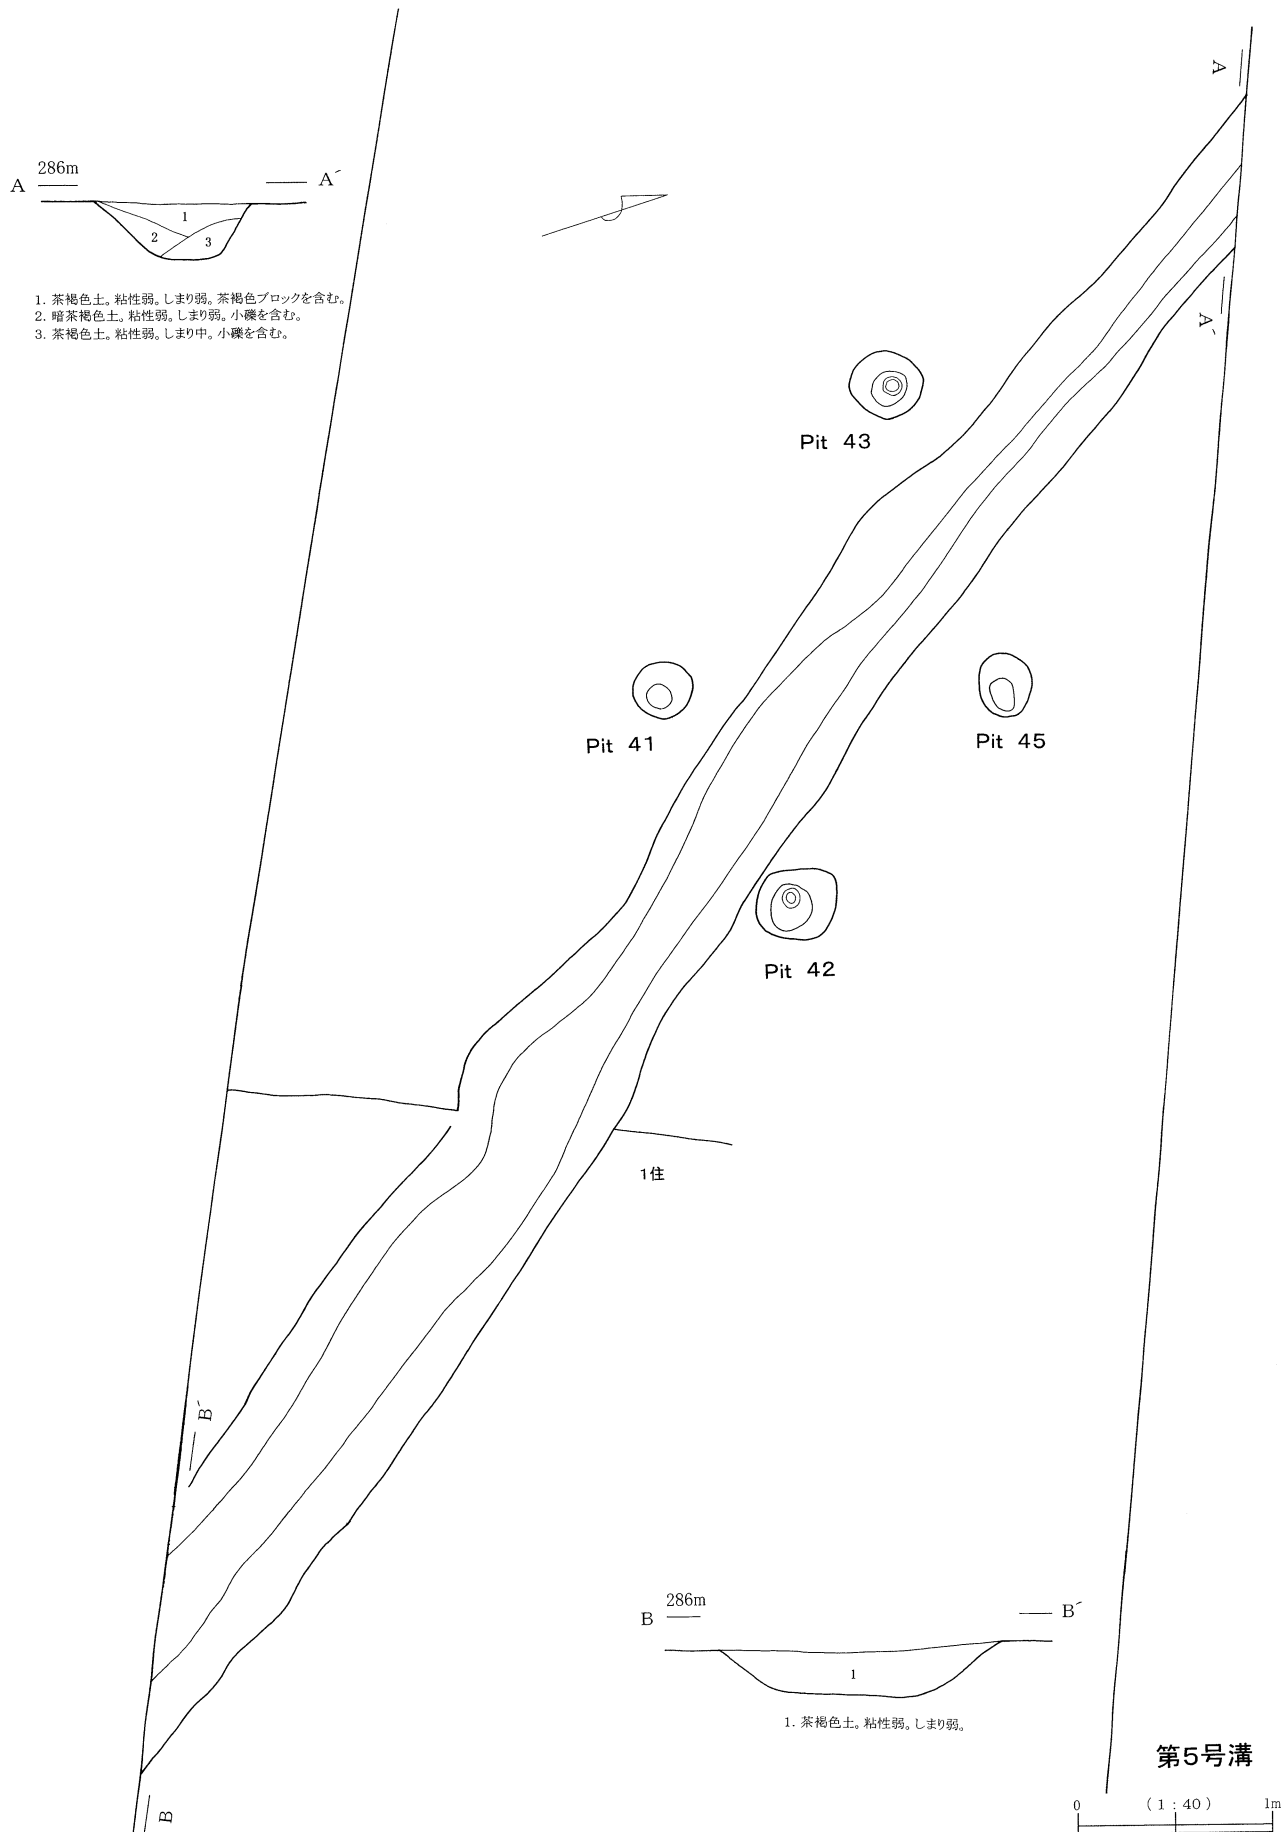 A
286m
A A´
1
2 3
1. 茶褐色土。粘性弱。しまり弱。茶褐色ブロックを含む。
2. 暗茶褐色土。粘性弱。しまり弱。小礫を含む。
3. 茶褐色土。粘性弱。しまり中。小礫を含む。
A´
Pit 43
Pit 41
Pit 45
Pit 42
1住
B´
286m
B B´
1
1. 茶褐色土。粘性弱。しまり弱。
第5号溝
0 (1:40) 1m
B